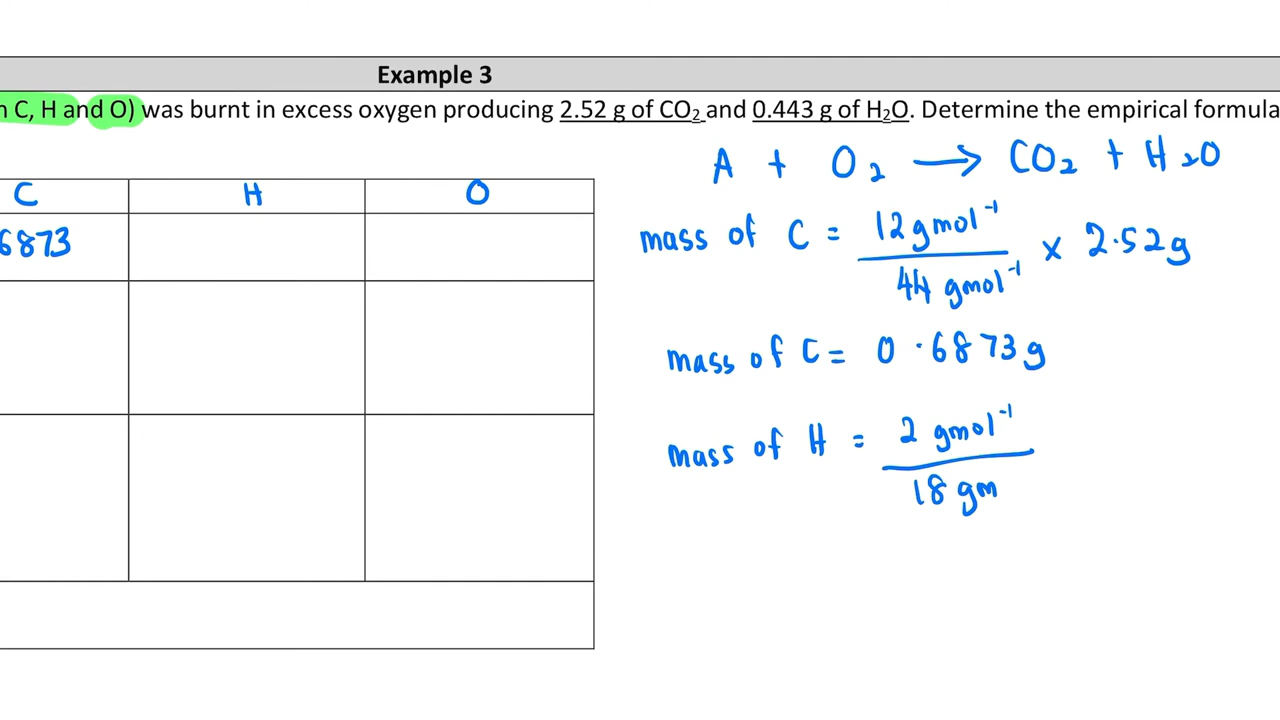 Example 3
n C, H and O) was burnt in excess oxygen producing 2.52 g of CO₂ and 0.443 g of H₂O. Determine the empirical formula
A + O₂ → CO₂ + H₂O
C H O
6873
mass of C = 12 gmol⁻¹ / 44 gmol⁻¹ × 2.52g
mass of C = 0.6873g
mass of H = 2 gmol⁻¹ / 18 gm